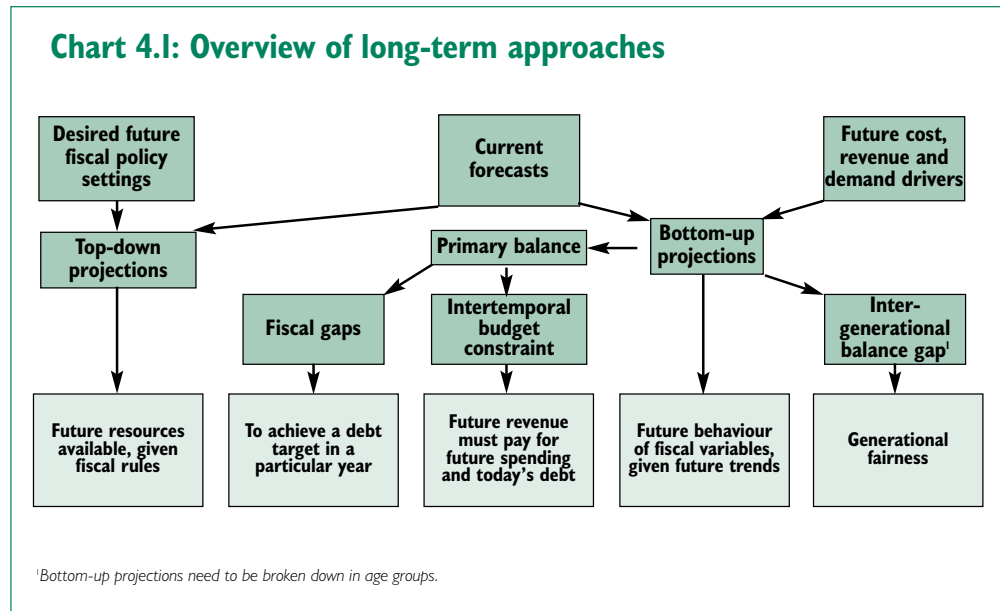 Chart 4.1: Overview of long-term approaches
Desired future
fiscal policy
settings
Current
forecasts
Future cost,
revenue and
demand drivers
Top-down
projections
Primary balance
Bottom-up
projections
Fiscal gaps
Intertemporal
budget
constraint
Inter-
generational
balance gap¹
Future resources
available, given
fiscal rules
To achieve a debt
target in a
particular year
Future revenue
must pay for
future spending
and today's debt
Future behaviour
of fiscal variables,
given future trends
Generational
fairness
¹Bottom-up projections need to be broken down in age groups.